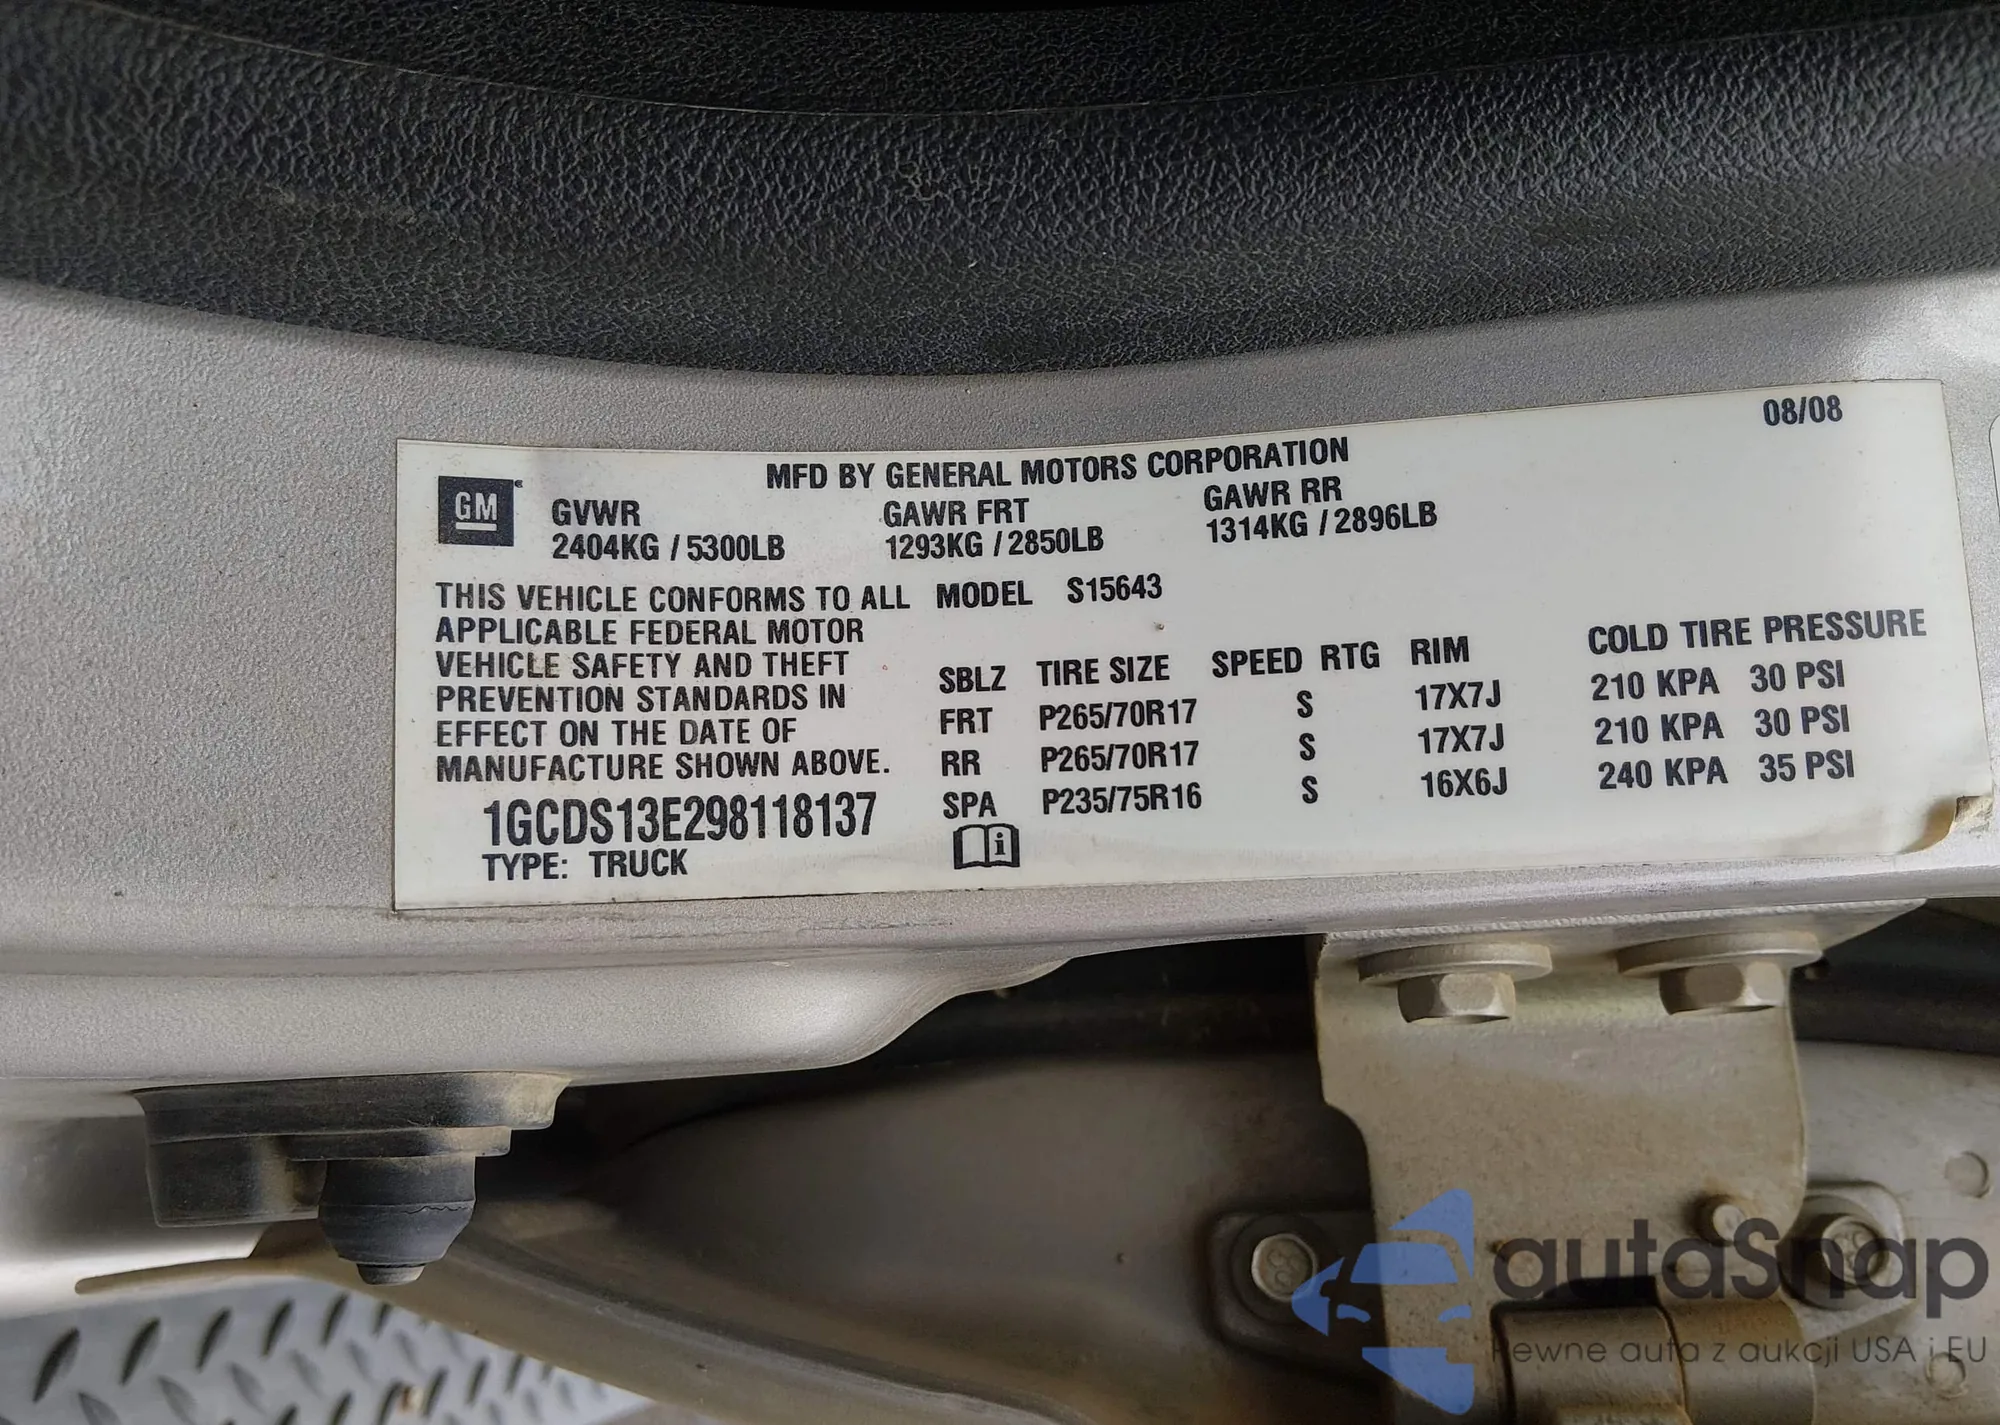 08/08
MFD BY GENERAL MOTORS CORPORATION
GM
GVWR GAWR FRT GAWR RR
2404KG / 5300LB 1293KG / 2850LB 1314KG / 2896LB
THIS VEHICLE CONFORMS TO ALL
APPLICABLE FEDERAL MOTOR
VEHICLE SAFETY AND THEFT
PREVENTION STANDARDS IN
EFFECT ON THE DATE OF
MANUFACTURE SHOWN ABOVE.
1GCDS13E298118137
TYPE: TRUCK
MODEL S15643
SBLZ TIRE SIZE SPEED RTG RIM COLD TIRE PRESSURE
FRT P265/70R17 S 17X7J 210 KPA 30 PSI
RR P265/70R17 S 17X7J 210 KPA 30 PSI
SPA P235/75R16 S 16X6J 240 KPA 35 PSI
i
autaSnap
Pewne auta z aukcji USA i EU